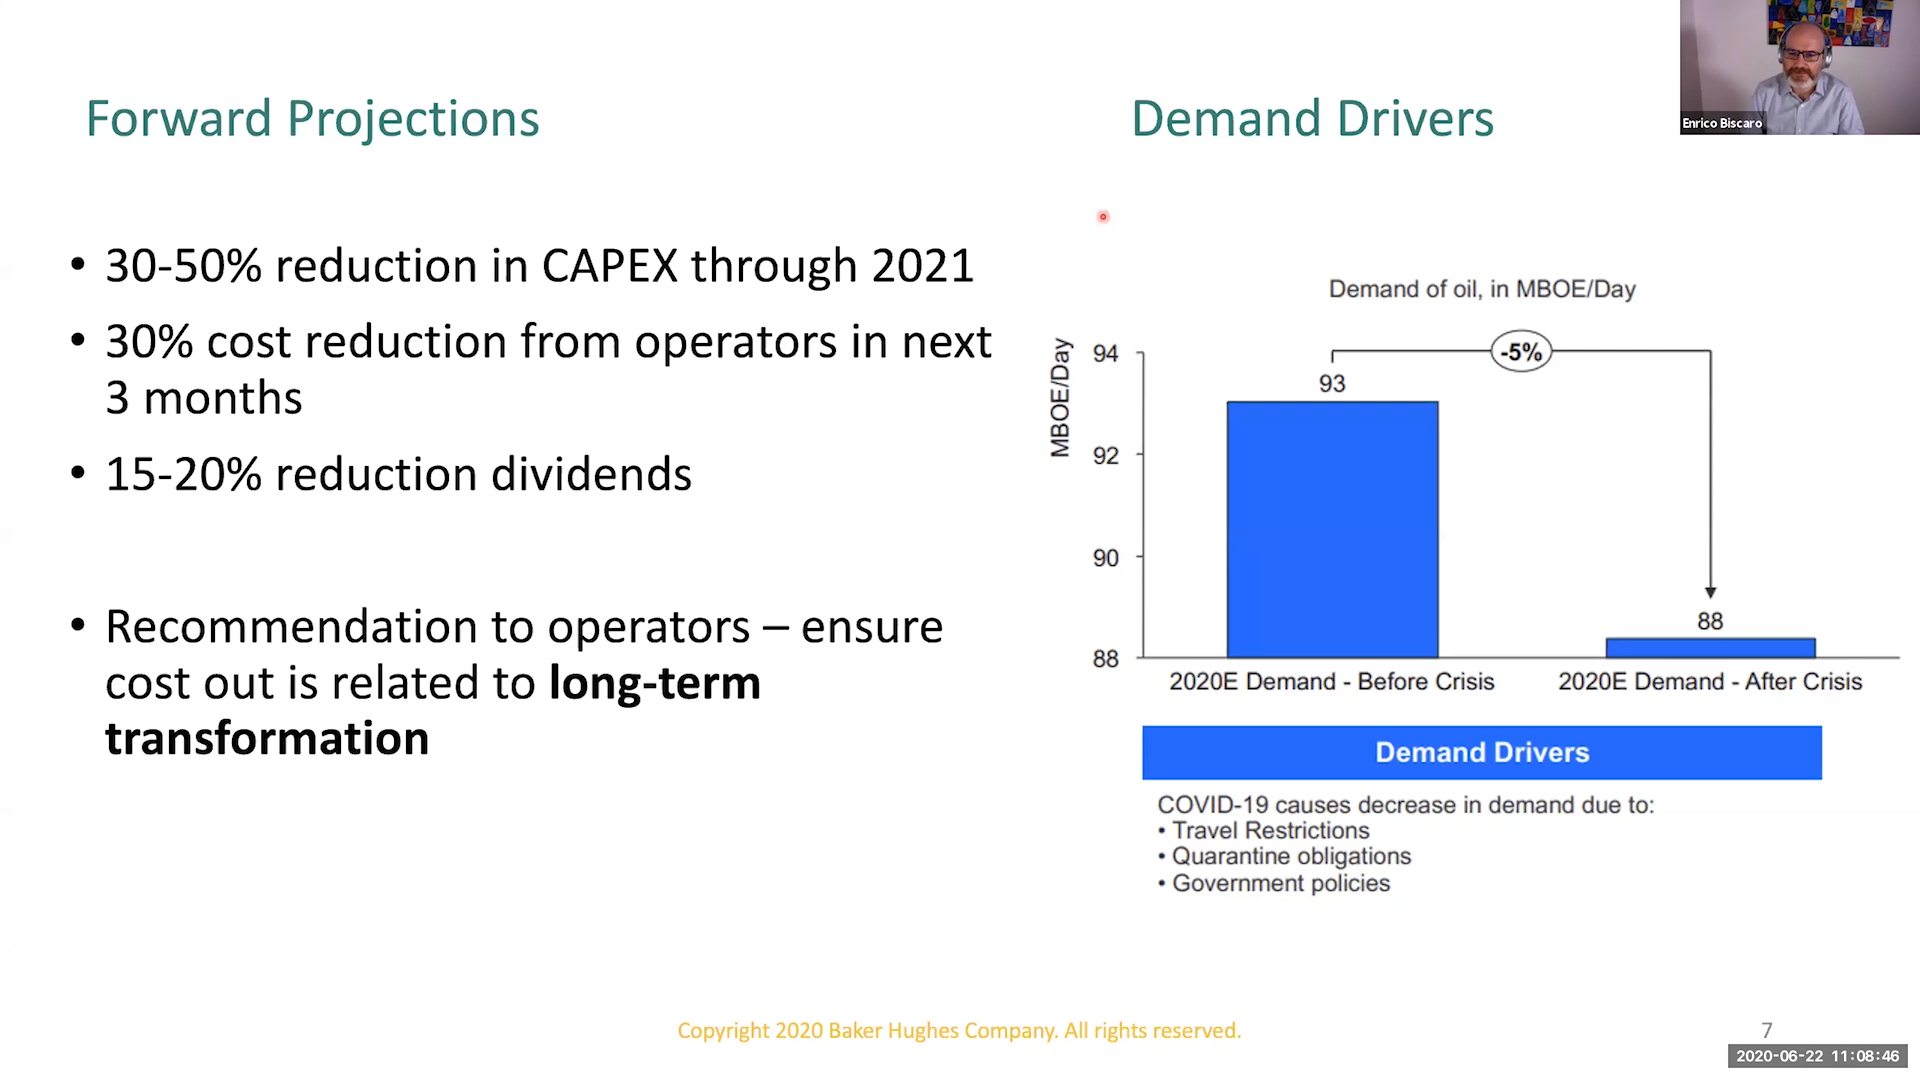 Forward Projections
• 30-50% reduction in CAPEX through 2021
• 30% cost reduction from operators in next
3 months
• 15-20% reduction dividends
• Recommendation to operators – ensure
cost out is related to long-term
transformation
Demand Drivers
Enrico Biscaro
Demand of oil, in MBOE/Day
MBOE/Day
94
92
90
88
-5%
93
88
2020E Demand - Before Crisis
2020E Demand - After Crisis
Demand Drivers
COVID-19 causes decrease in demand due to:
• Travel Restrictions
• Quarantine obligations
• Government policies
Copyright 2020 Baker Hughes Company. All rights reserved.
7
2020-06-22 11:08:46